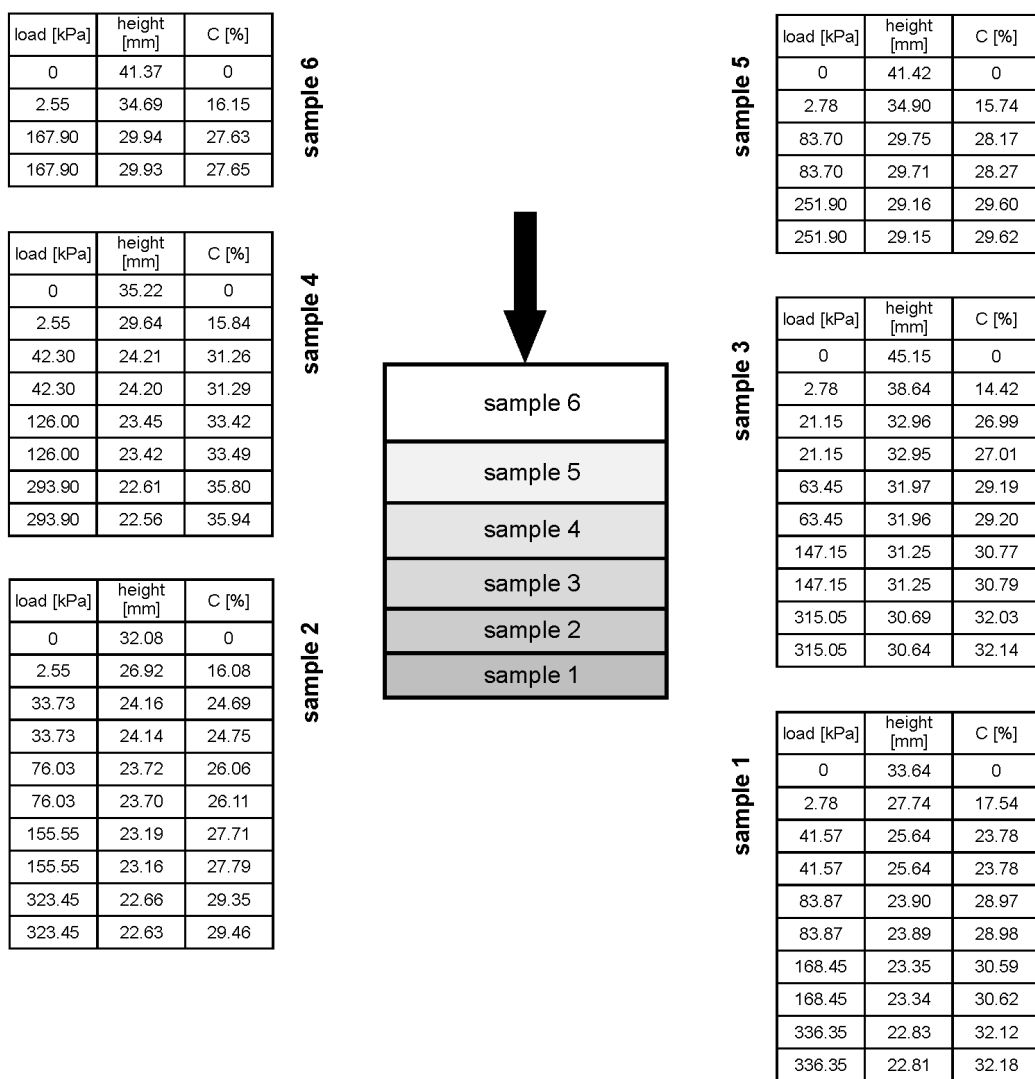 load [kPa] height [mm] C [%]
0 41.37 0
2.55 34.69 16.15
167.90 29.94 27.63
167.90 29.93 27.65
sample 6
load [kPa] height [mm] C [%]
0 35.22 0
2.55 29.64 15.84
42.30 24.21 31.26
42.30 24.20 31.29
126.00 23.45 33.42
126.00 23.42 33.49
293.90 22.61 35.80
293.90 22.56 35.94
sample 4
load [kPa] height [mm] C [%]
0 32.08 0
2.55 26.92 16.08
33.73 24.16 24.69
33.73 24.14 24.75
76.03 23.72 26.06
76.03 23.70 26.11
155.55 23.19 27.71
155.55 23.16 27.79
323.45 22.66 29.35
323.45 22.63 29.46
sample 2
sample 6
sample 5
sample 4
sample 3
sample 2
sample 1
sample 5
load [kPa] height [mm] C [%]
0 41.42 0
2.78 34.90 15.74
83.70 29.75 28.17
83.70 29.71 28.27
251.90 29.16 29.60
251.90 29.15 29.62
sample 3
load [kPa] height [mm] C [%]
0 45.15 0
2.78 38.64 14.42
21.15 32.96 26.99
21.15 32.95 27.01
63.45 31.97 29.19
63.45 31.96 29.20
147.15 31.25 30.77
147.15 31.25 30.79
315.05 30.69 32.03
315.05 30.64 32.14
sample 1
load [kPa] height [mm] C [%]
0 33.64 0
2.78 27.74 17.54
41.57 25.64 23.78
41.57 25.64 23.78
83.87 23.90 28.97
83.87 23.89 28.98
168.45 23.35 30.59
168.45 23.34 30.62
336.35 22.83 32.12
336.35 22.81 32.18